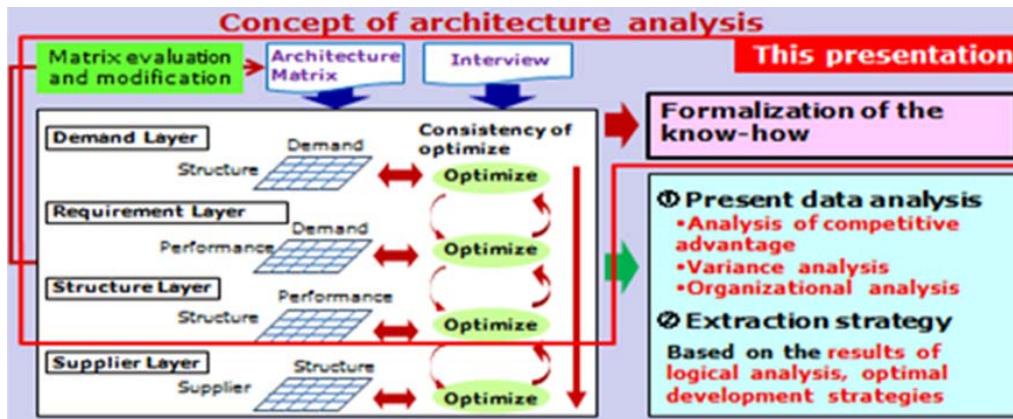 Concept of architecture analysis
Matrix evaluation
and modification
Architecture
Matrix
Interview
This presentation
Formalization of the
know-how
Demand Layer
Demand
Structure
Consistency of
optimize
Optimize
Requirement Layer
Demand
Performance
Optimize
Structure Layer
Performance
Structure
Optimize
Supplier Layer
Structure
Supplier
Optimize
① Present data analysis
•Analysis of competitive
advantage
•Variance analysis
•Organizational analysis
② Extraction strategy
Based on the results of
logical analysis, optimal
development strategies